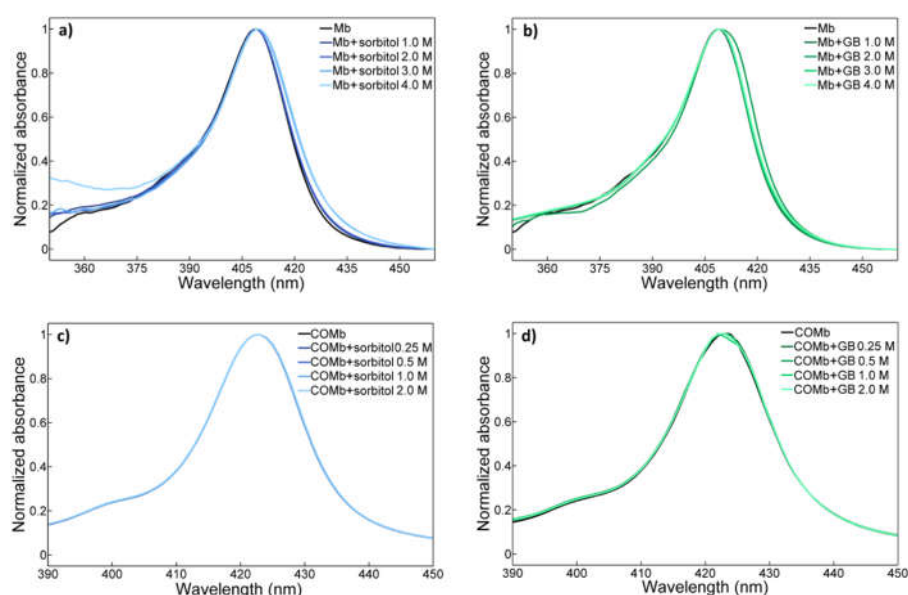 a)
Mb
Mb+sorbitol 1.0 M
Mb+sorbitol 2.0 M
Mb+sorbitol 3.0 M
Mb+sorbitol 4.0 M
Normalized absorbance
1
0.8
0.6
0.4
0.2
0
360 375 390 405 420 435 450
Wavelength (nm)
b)
Mb
Mb+GB 1.0 M
Mb+GB 2.0 M
Mb+GB 3.0 M
Mb+GB 4.0 M
Normalized absorbance
1
0.8
0.6
0.4
0.2
0
360 375 390 405 420 435 450
Wavelength (nm)
c)
COMb
COMb+sorbitol 0.25 M
COMb+sorbitol 0.5 M
COMb+sorbitol 1.0 M
COMb+sorbitol 2.0 M
Normalized absorbance
1
0.8
0.6
0.4
0.2
0
390 400 410 420 430 440 450
Wavelength (nm)
d)
COMb
COMb+GB 0.25 M
COMb+GB 0.5 M
COMb+GB 1.0 M
COMb+GB 2.0 M
Normalized absorbance
1
0.8
0.6
0.4
0.2
0
390 400 410 420 430 440 450
Wavelength (nm)